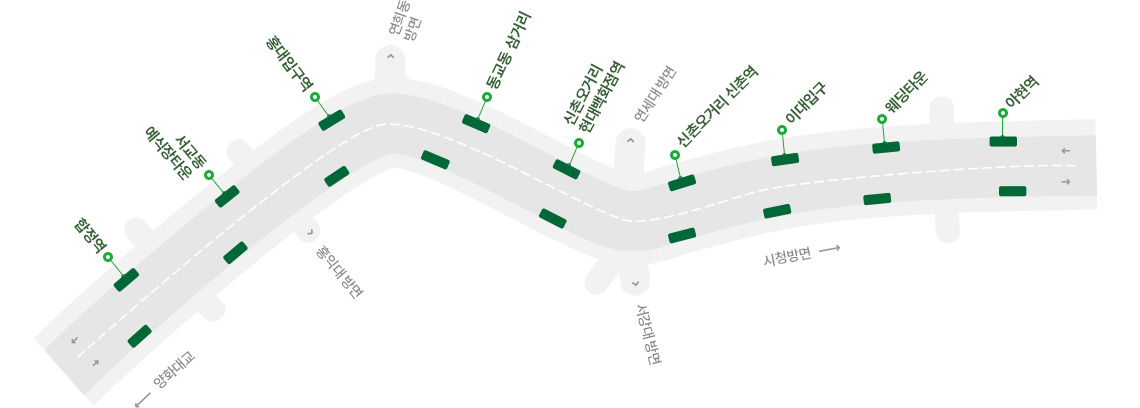 합정역
서교동
예식장타운
홍대입구역
연희동
방면
동교동 삼거리
신촌오거리
현대백화점역
연세대 방면
신촌오거리 신촌역
이대입구
웨딩타운
아현역
홍익대 방면
양화대교
서강대 방면
시청방면